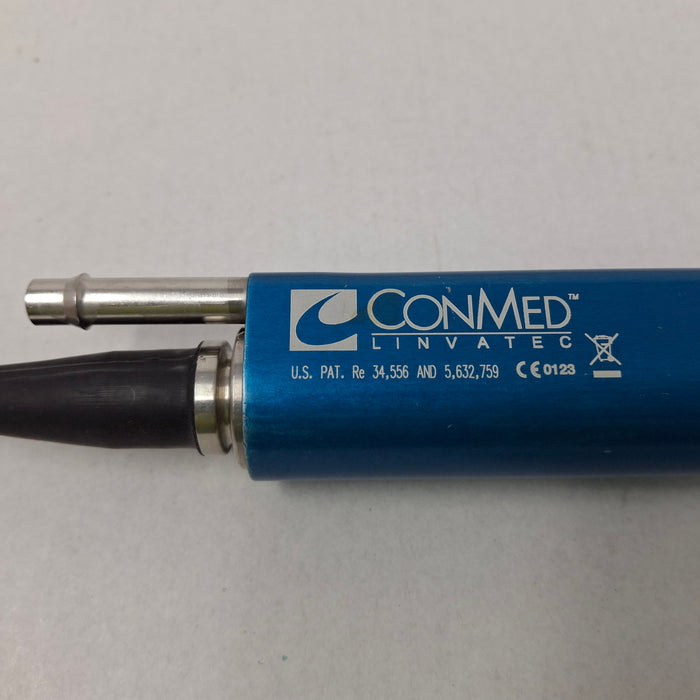 CONMED™
LINVATEC
U.S. PAT. Re 34,556 AND 5,632,759 CE 0123